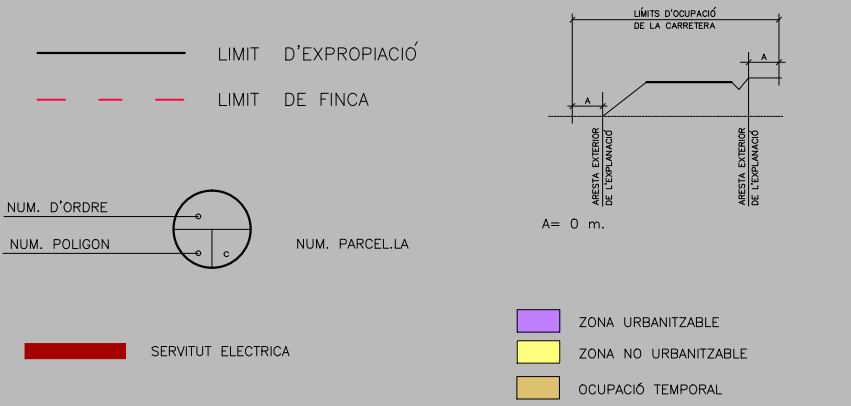 LIMIT D'EXPROPIACIÓ
LIMIT DE FINCA
NUM. D'ORDRE
NUM. POLIGON
C
NUM. PARCEL.LA
SERVITUT ELECTRICA
LÍMITS D'OCUPACIÓ
DE LA CARRETERA
A
A
ARESTA EXTERIOR
DE L'EXPLANACIÓ
ARESTA EXTERIOR
DE L'EXPLANACIÓ
A= 0 m.
ZONA URBANITZABLE
ZONA NO URBANITZABLE
OCUPACIÓ TEMPORAL